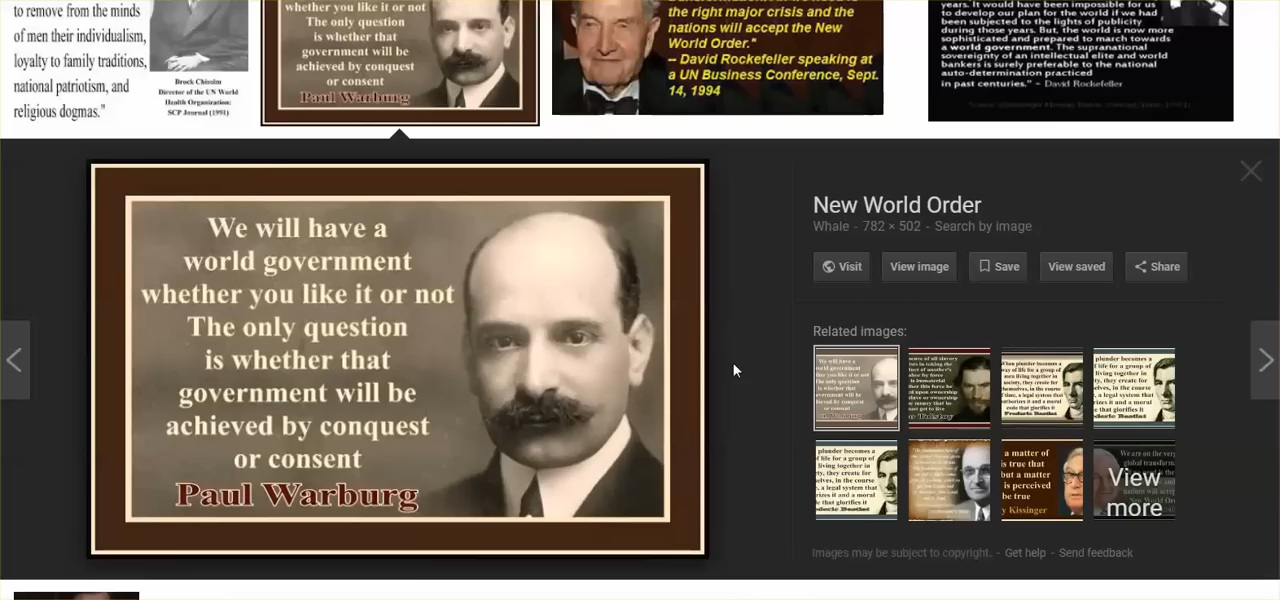 to remove from the minds
of men their individualism,
loyalty to family traditions,
national patriotism, and
religious dogmas."
Brock Chisolm
Director of the UN World
Health Organization:
SCP Journal (1991)
whether you like it or not
The only question
is whether that
government will be
achieved by conquest
or consent
Paul Warburg
the right major crisis and the
nations will accept the New
World Order."
-- David Rockefeller speaking at
a UN Business Conference, Sept.
14, 1994
years. It would have been impossible for us
to develop our plan for the world if we had
been subjected to the lights of publicity
during those years. But, the world is now more
sophisticated and prepared to march towards
a world government. The supranational
sovereignty of an intellectual elite and world
bankers is surely preferable to the national
auto-determination practiced
in past centuries." – David Rockefeller
We will have a
world government
whether you like it or not
The only question
is whether that
government will be
achieved by conquest
or consent
Paul Warburg
New World Order
Whale - 782 × 502 - Search by image
Visit
View image
Save
View saved
Share
Related images:
View
more
Images may be subject to copyright. - Get help - Send feedback